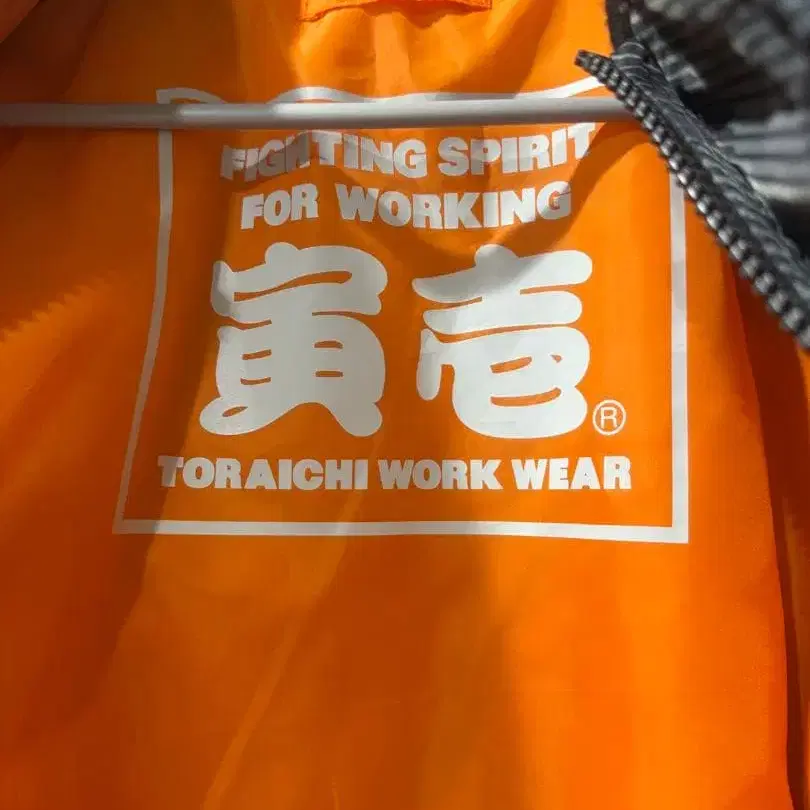 FIGHTING SPIRIT
FOR WORKING
寅壱®
TORAICHI WORK WEAR